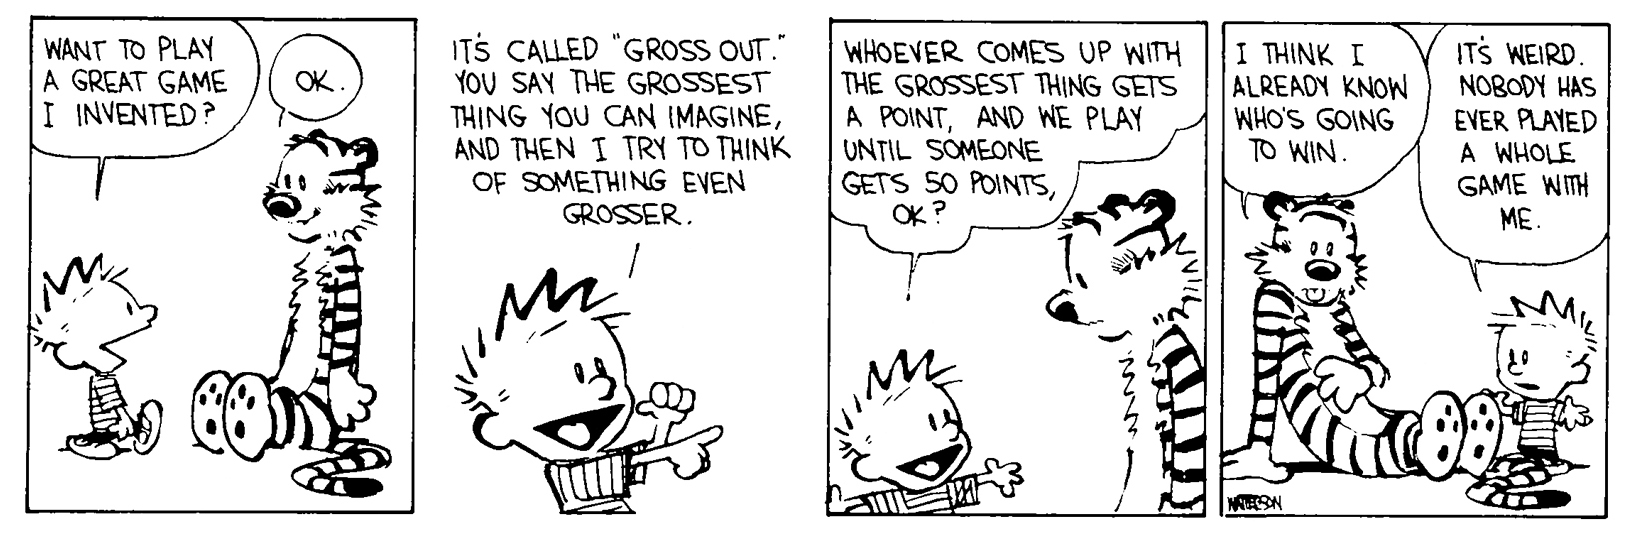 WANT TO PLAY
A GREAT GAME
I INVENTED?
OK.
IT'S CALLED "GROSS OUT."
YOU SAY THE GROSSEST
THING YOU CAN IMAGINE,
AND THEN I TRY TO THINK
OF SOMETHING EVEN
GROSSER.
WHOEVER COMES UP WITH
THE GROSSEST THING GETS
A POINT, AND WE PLAY
UNTIL SOMEONE
GETS 50 POINTS,
OK?
I THINK I
ALREADY KNOW
WHO'S GOING
TO WIN.
IT'S WEIRD.
NOBODY HAS
EVER PLAYED
A WHOLE
GAME WITH
ME.
WATTERSON